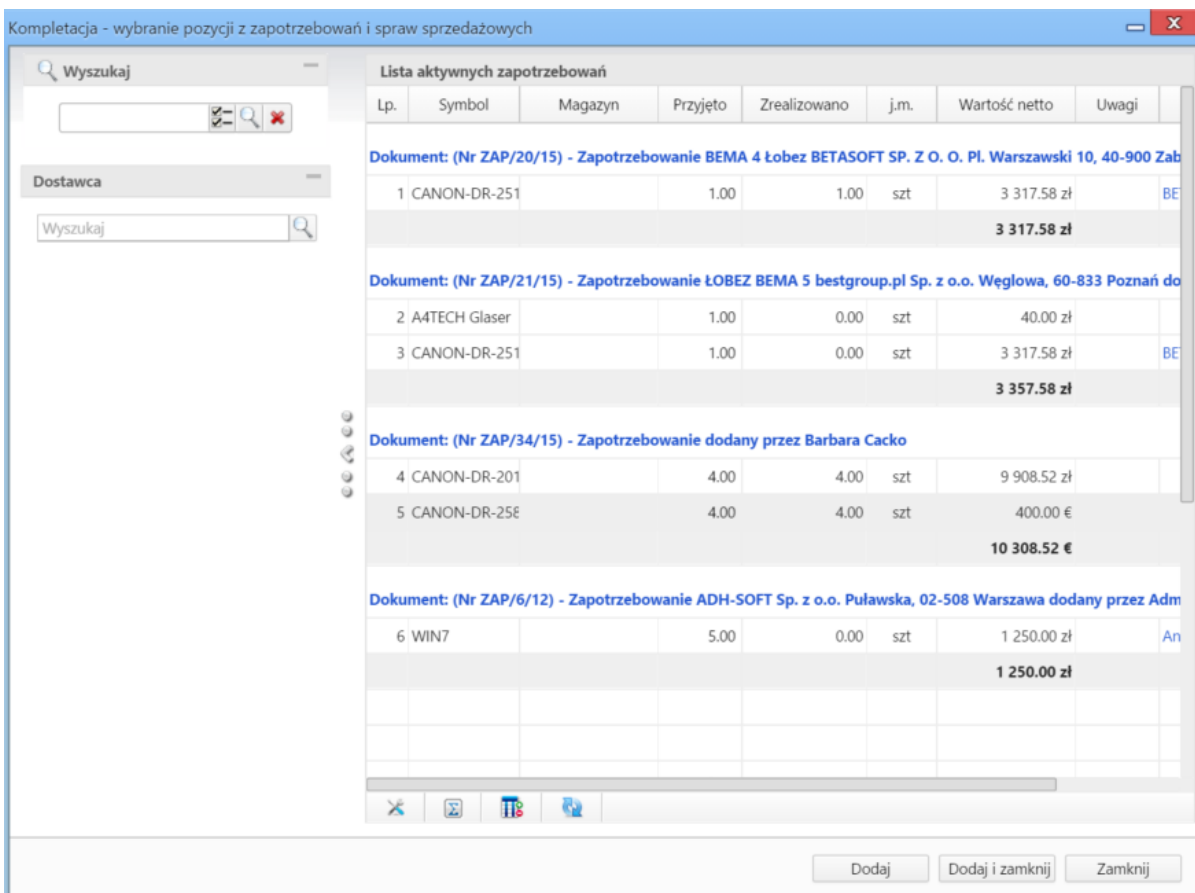 Kompletacja - wybranie pozycji z zapotrzebowań i spraw sprzedażowych
Wyszukaj
Dostawca
Wyszukaj
Lista aktywnych zapotrzebowań
Lp. Symbol Magazyn Przyjęto Zrealizowano j.m. Wartość netto Uwagi
Dokument: (Nr ZAP/20/15) - Zapotrzebowanie BEMA 4 Łobez BETASOFT SP. Z O. O. Pl. Warszawski 10, 40-900 Zab
1 CANON-DR-251 1.00 1.00 szt 3 317.58 zł BE
3 317.58 zł
Dokument: (Nr ZAP/21/15) - Zapotrzebowanie ŁOBEZ BEMA 5 bestgroup.pl Sp. z o.o. Węglowa, 60-833 Poznań do
2 A4TECH Glaser 1.00 0.00 szt 40.00 zł
3 CANON-DR-251 1.00 0.00 szt 3 317.58 zł BE
3 357.58 zł
Dokument: (Nr ZAP/34/15) - Zapotrzebowanie dodany przez Barbara Cacko
4 CANON-DR-201 4.00 4.00 szt 9 908.52 zł
5 CANON-DR-258 4.00 4.00 szt 400.00 €
10 308.52 €
Dokument: (Nr ZAP/6/12) - Zapotrzebowanie ADH-SOFT Sp. z o.o. Puławska, 02-508 Warszawa dodany przez Adm
6 WIN7 5.00 0.00 szt 1 250.00 zł An
1 250.00 zł
Dodaj Dodaj i zamknij Zamknij